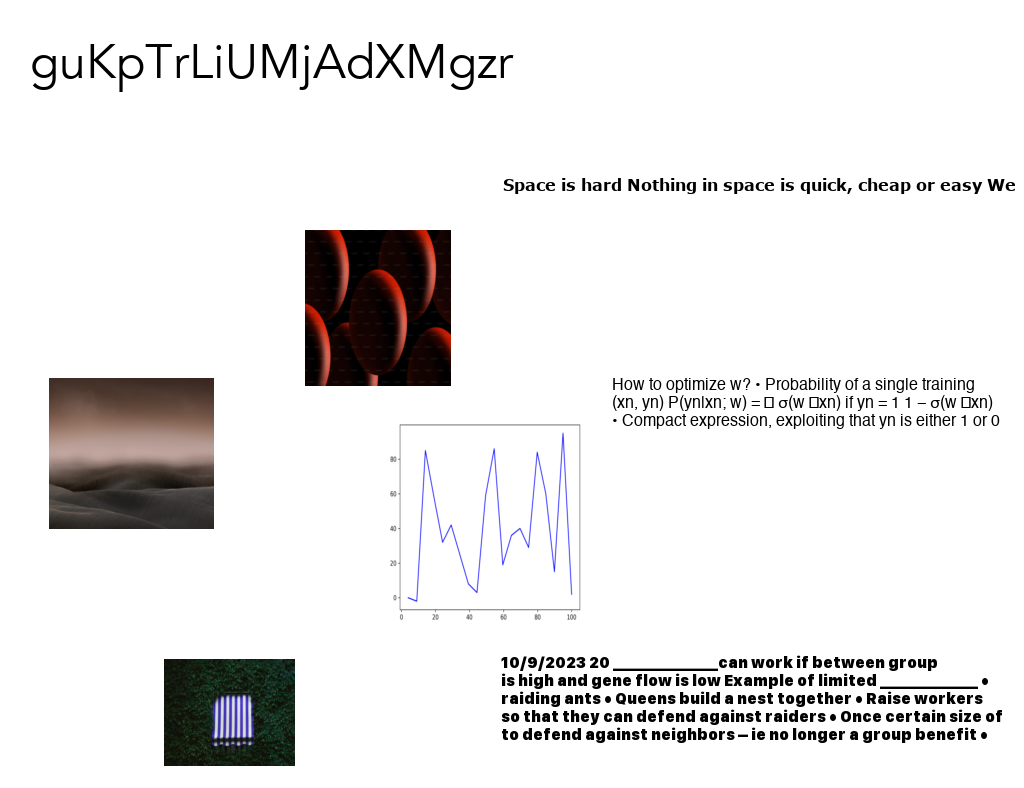 guKpTrLiUMjAdXMgzr
Space is hard Nothing in space is quick, cheap or easy We
How to optimize w? • Probability of a single training
(xn, yn) P(yn|xn; w) = □ σ(w □xn) if yn = 1 1 – σ(w □xn)
• Compact expression, exploiting that yn is either 1 or 0
80
60
40
20
0
0 20 40 60 80 100
10/9/2023 20 _____________can work if between group
is high and gene flow is low Example of limited ____________ •
raiding ants • Queens build a nest together • Raise workers
so that they can defend against raiders • Once certain size of
to defend against neighbors – ie no longer a group benefit •